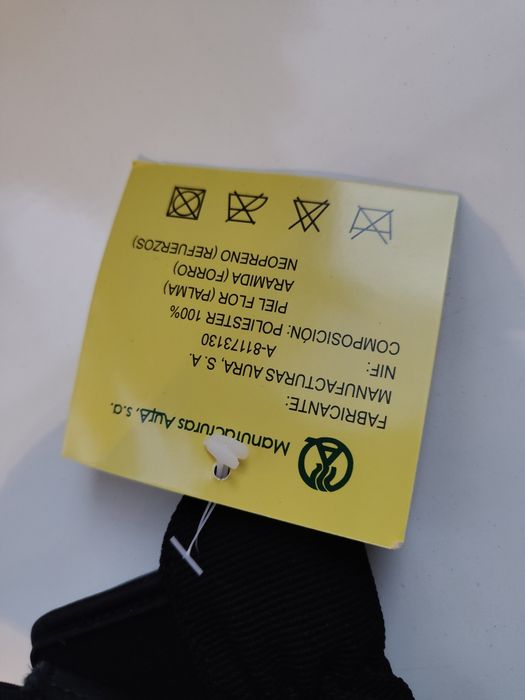 Manufacturas Aura, s.a.
FABRICANTE:
MANUFACTURAS AURA, S. A.
NIF:
A-81173130
COMPOSICIÓN: POLIESTER 100%
PIEL FLOR (PALMA)
ARAMIDA (FORRO)
NEOPRENO (REFUERZOS)